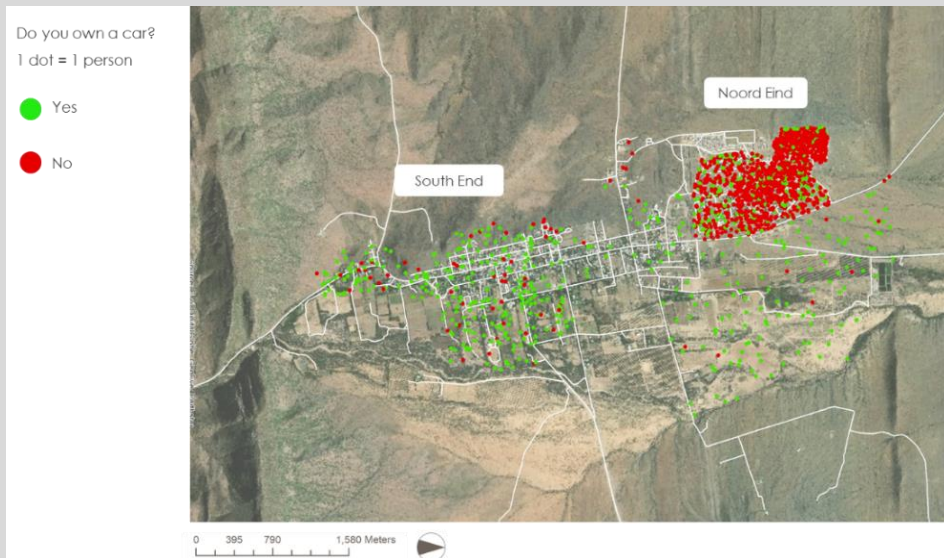 Do you own a car?
1 dot = 1 person
Yes
No
Noord Eind
South End
0 395 790 1,580 Meters